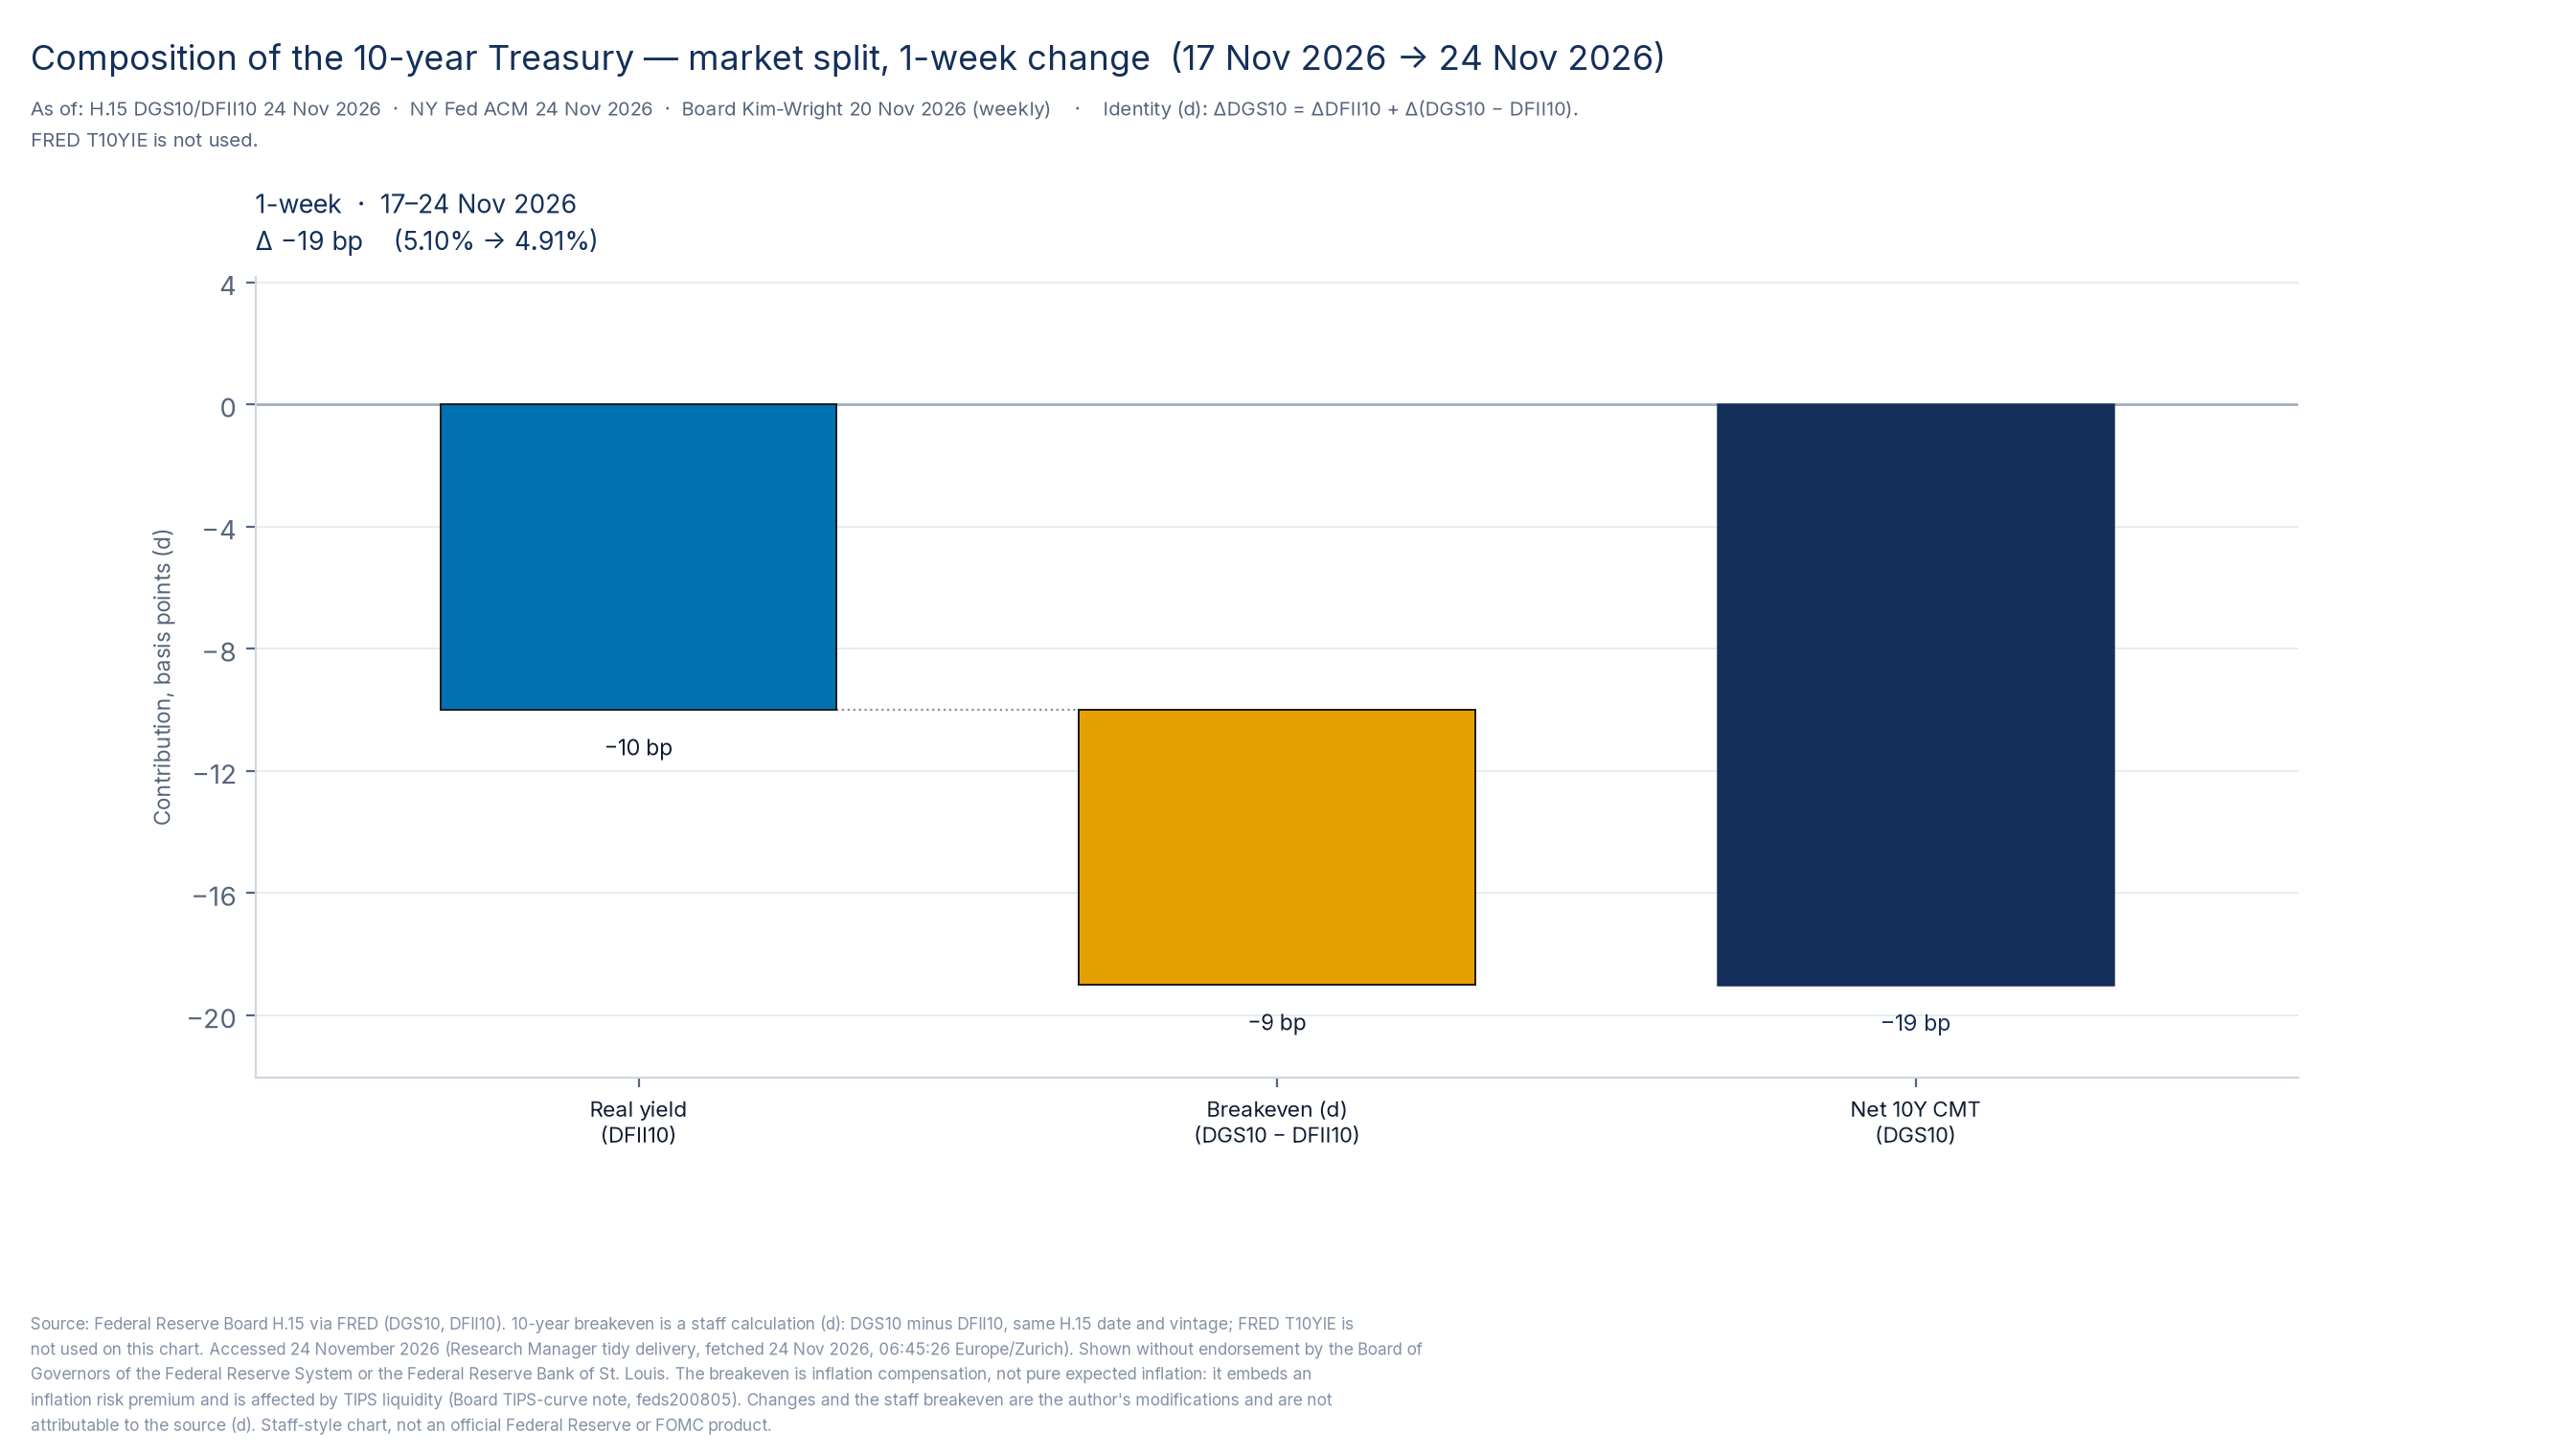 Composition of the 10-year Treasury — market split, 1-week change  (17 Nov 2026 → 24 Nov 2026)
As of: H.15 DGS10/DFII10 24 Nov 2026  ·  NY Fed ACM 24 Nov 2026  ·  Board Kim-Wright 20 Nov 2026 (weekly)  ·  Identity (d): ΔDGS10 = ΔDFII10 + Δ(DGS10 − DFII10).
FRED T10YIE is not used.
1-week  ·  17–24 Nov 2026
Δ −19 bp  (5.10% → 4.91%)
4
0
−4
−8
−12
−16
−20
Contribution, basis points (d)
−10 bp
−9 bp
−19 bp
Real yield
(DFII10)
Breakeven (d)
(DGS10 − DFII10)
Net 10Y CMT
(DGS10)
Source: Federal Reserve Board H.15 via FRED (DGS10, DFII10). 10-year breakeven is a staff calculation (d): DGS10 minus DFII10, same H.15 date and vintage; FRED T10YIE is
not used on this chart. Accessed 24 November 2026 (Research Manager tidy delivery, fetched 24 Nov 2026, 06:45:26 Europe/Zurich). Shown without endorsement by the Board of
Governors of the Federal Reserve System or the Federal Reserve Bank of St. Louis. The breakeven is inflation compensation, not pure expected inflation: it embeds an
inflation risk premium and is affected by TIPS liquidity (Board TIPS-curve note, feds200805). Changes and the staff breakeven are the author's modifications and are not
attributable to the source (d). Staff-style chart, not an official Federal Reserve or FOMC product.